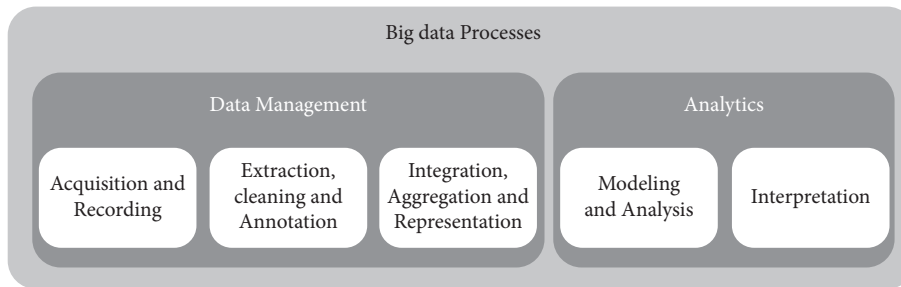 Big data Processes
Data Management
Acquisition and
Recording
Extraction,
cleaning and
Annotation
Integration,
Aggregation and
Representation
Analytics
Modeling
and Analysis
Interpretation